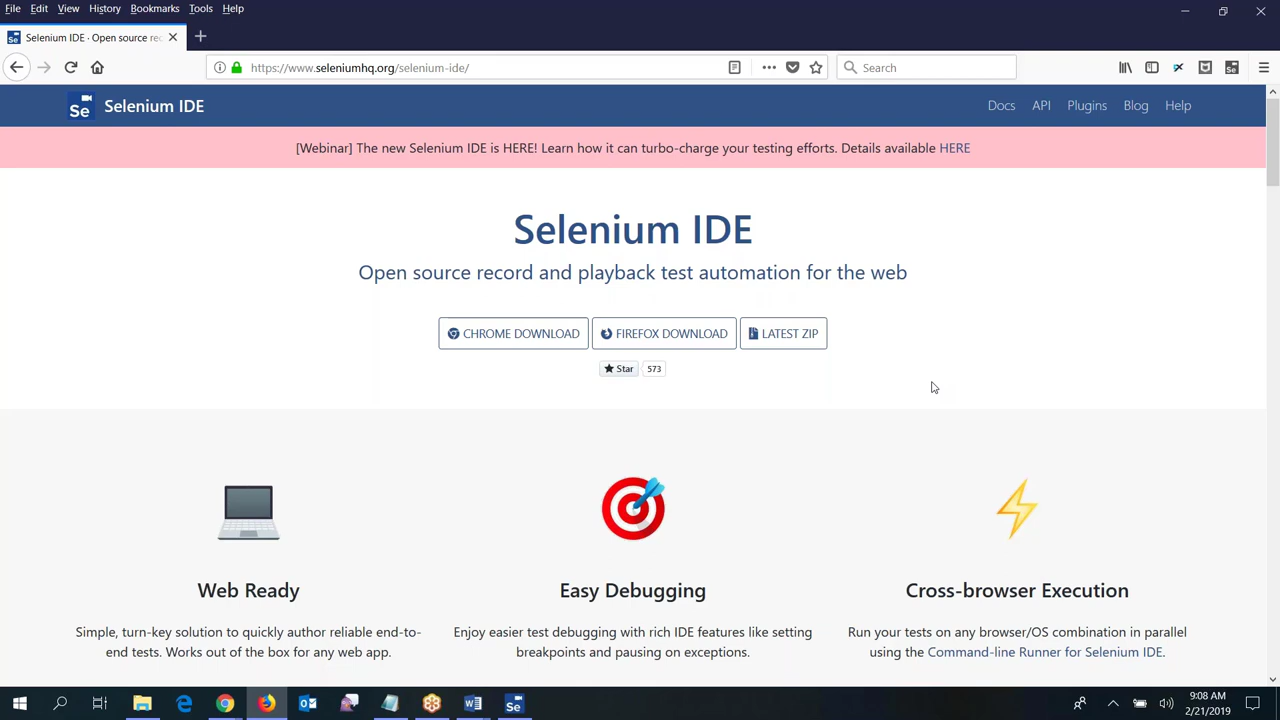 File Edit View History Bookmarks Tools Help
Se Selenium IDE · Open source rec
https://www.seleniumhq.org/selenium-ide/
Search
Se
Se Selenium IDE
Docs API Plugins Blog Help
[Webinar] The new Selenium IDE is HERE! Learn how it can turbo-charge your testing efforts. Details available HERE
Selenium IDE
Open source record and playback test automation for the web
CHROME DOWNLOAD FIREFOX DOWNLOAD LATEST ZIP
Star 573
Web Ready
Simple, turn-key solution to quickly author reliable end-to-
end tests. Works out of the box for any web app.
Easy Debugging
Enjoy easier test debugging with rich IDE features like setting
breakpoints and pausing on exceptions.
Cross-browser Execution
Run your tests on any browser/OS combination in parallel
using the Command-line Runner for Selenium IDE.
Se
9:08 AM
2/21/2019